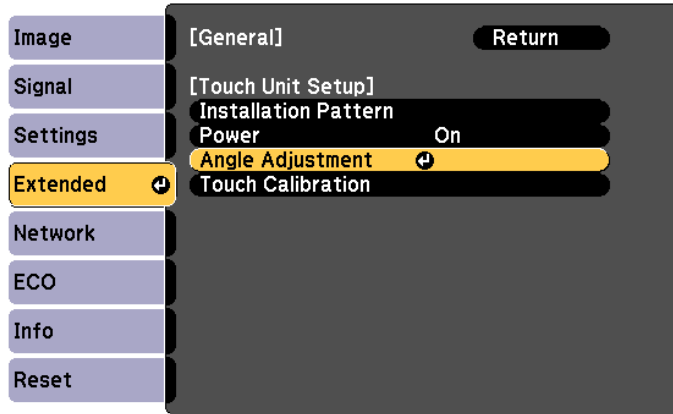 Image
Signal
Settings
Extended
Network
ECO
Info
Reset
[General] Return
[Touch Unit Setup]
Installation Pattern
Power On
Angle Adjustment
Touch Calibration